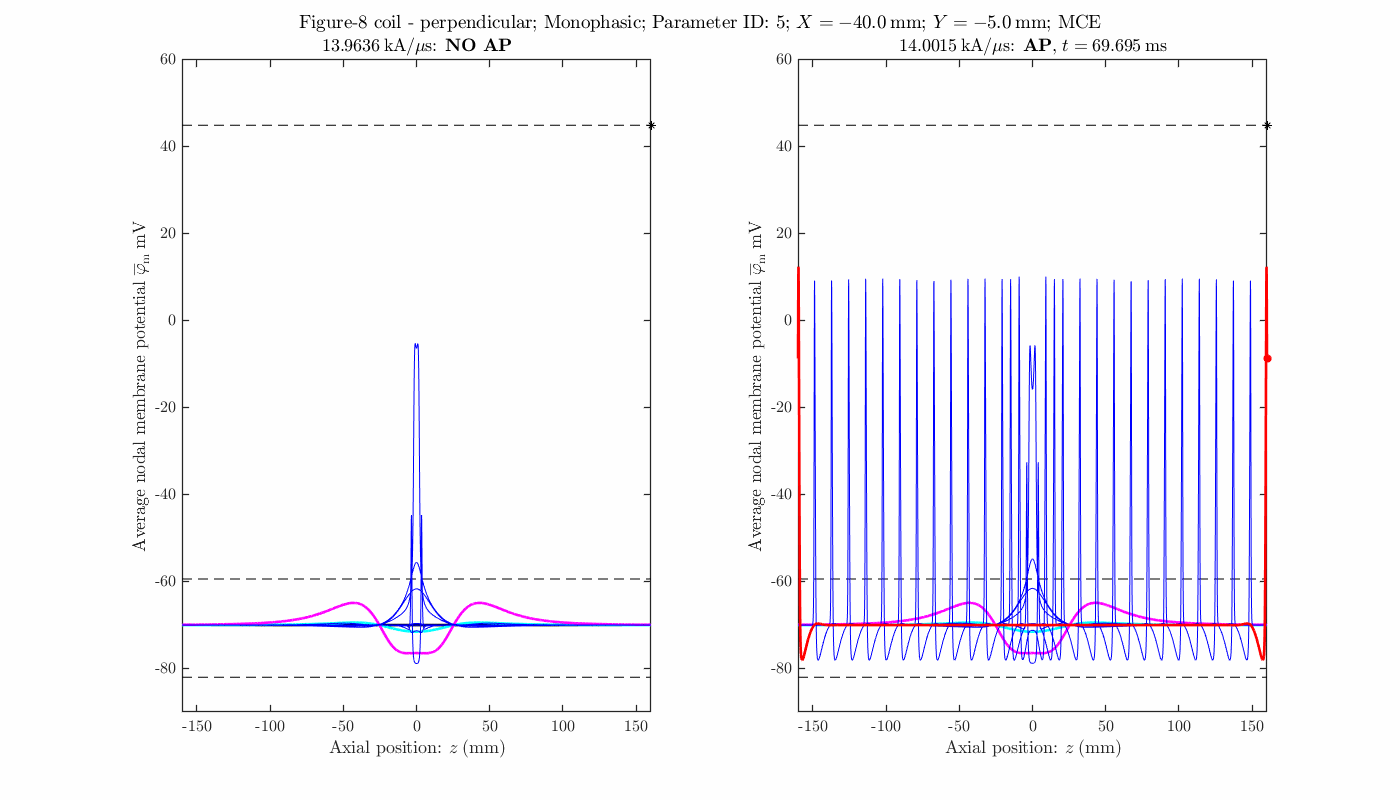 Figure-8 coil - perpendicular; Monophasic; Parameter ID: 5; X = −40.0 mm; Y = −5.0 mm; MCE
13.9636 kA/μs: NO AP
14.0015 kA/μs: AP, t = 69.695 ms
60
40
20
0
-20
-40
-60
-80
Average nodal membrane potential φ̅m mV
-150 -100 -50 0 50 100 150
Axial position: z (mm)
60
40
20
0
-20
-40
-60
-80
Average nodal membrane potential φ̅m mV
-150 -100 -50 0 50 100 150
Axial position: z (mm)